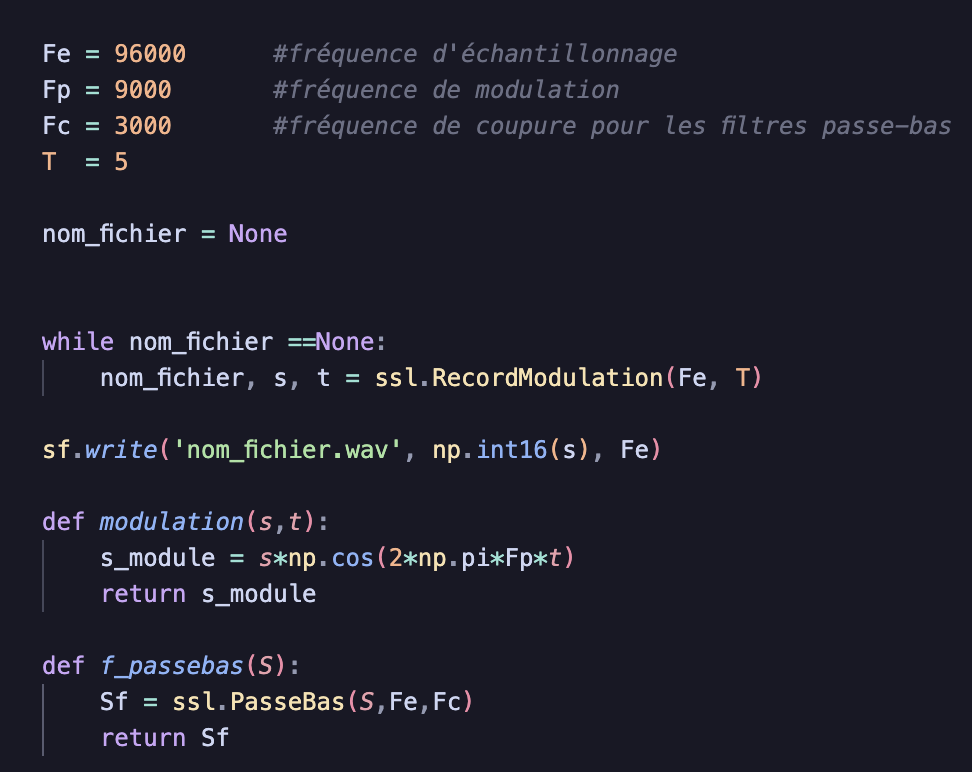 Fe = 96000      #fréquence d'échantillonnage
Fp = 9000       #fréquence de modulation
Fc = 3000       #fréquence de coupure pour les filtres passe-bas
T  = 5
nom_fichier = None
while nom_fichier ==None:
    nom_fichier, s, t = ssl.RecordModulation(Fe, T)
sf.write('nom_fichier.wav', np.int16(s), Fe)
def modulation(s,t):
    s_module = s*np.cos(2*np.pi*Fp*t)
    return s_module
def f_passebas(S):
    Sf = ssl.PasseBas(S,Fe,Fc)
    return Sf